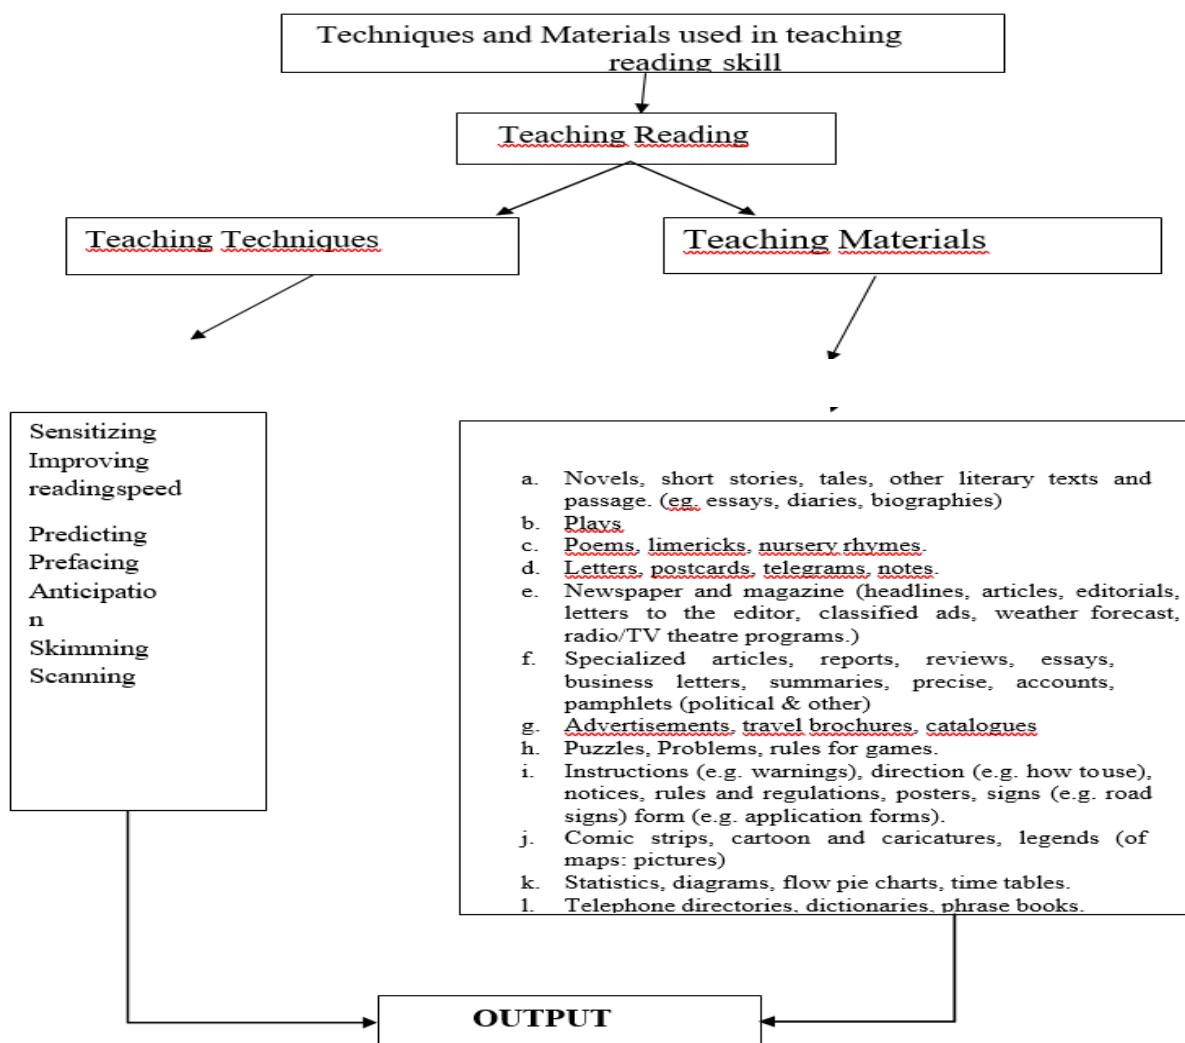 Techniques and Materials used in teaching
reading skill
Teaching Reading
Teaching Techniques
Teaching Materials
Sensitizing
Improving
readingspeed
Predicting
Prefacing
Anticipatio
n
Skimming
Scanning
a. Novels, short stories, tales, other literary texts and
passage. (eg. essays, diaries, biographies)
b. Plays
c. Poems, limericks, nursery rhymes.
d. Letters, postcards, telegrams, notes.
e. Newspaper and magazine (headlines, articles, editorials,
letters to the editor, classified ads, weather forecast,
radio/TV theatre programs.)
f. Specialized articles, reports, reviews, essays,
business letters, summaries, precise, accounts,
pamphlets (political & other)
g. Advertisements, travel brochures, catalogues
h. Puzzles, Problems, rules for games.
i. Instructions (e.g. warnings), direction (e.g. how touse),
notices, rules and regulations, posters, signs (e.g. road
signs) form (e.g. application forms).
j. Comic strips, cartoon and caricatures, legends (of
maps: pictures)
k. Statistics, diagrams, flow pie charts, time tables.
l. Telephone directories, dictionaries, phrase books.
OUTPUT